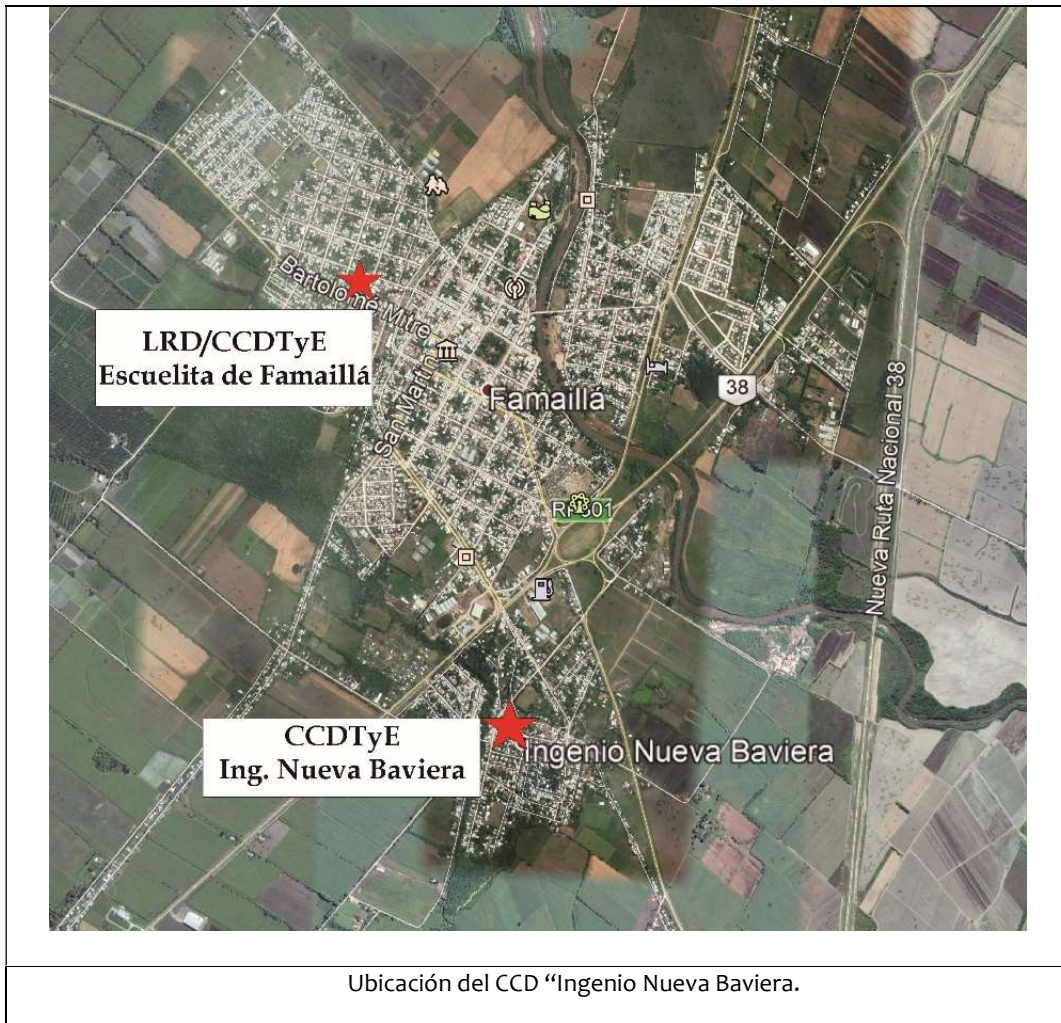 Bartolomé Mitre
LRD/CCDTyE
Escuelita de Famaillá
San Martín
Famaillá
38
Nueva Ruta Nacional 38
CCDTyE
Ing. Nueva Baviera
Ingenio Nueva Baviera
Ubicación del CCD “Ingenio Nueva Baviera.